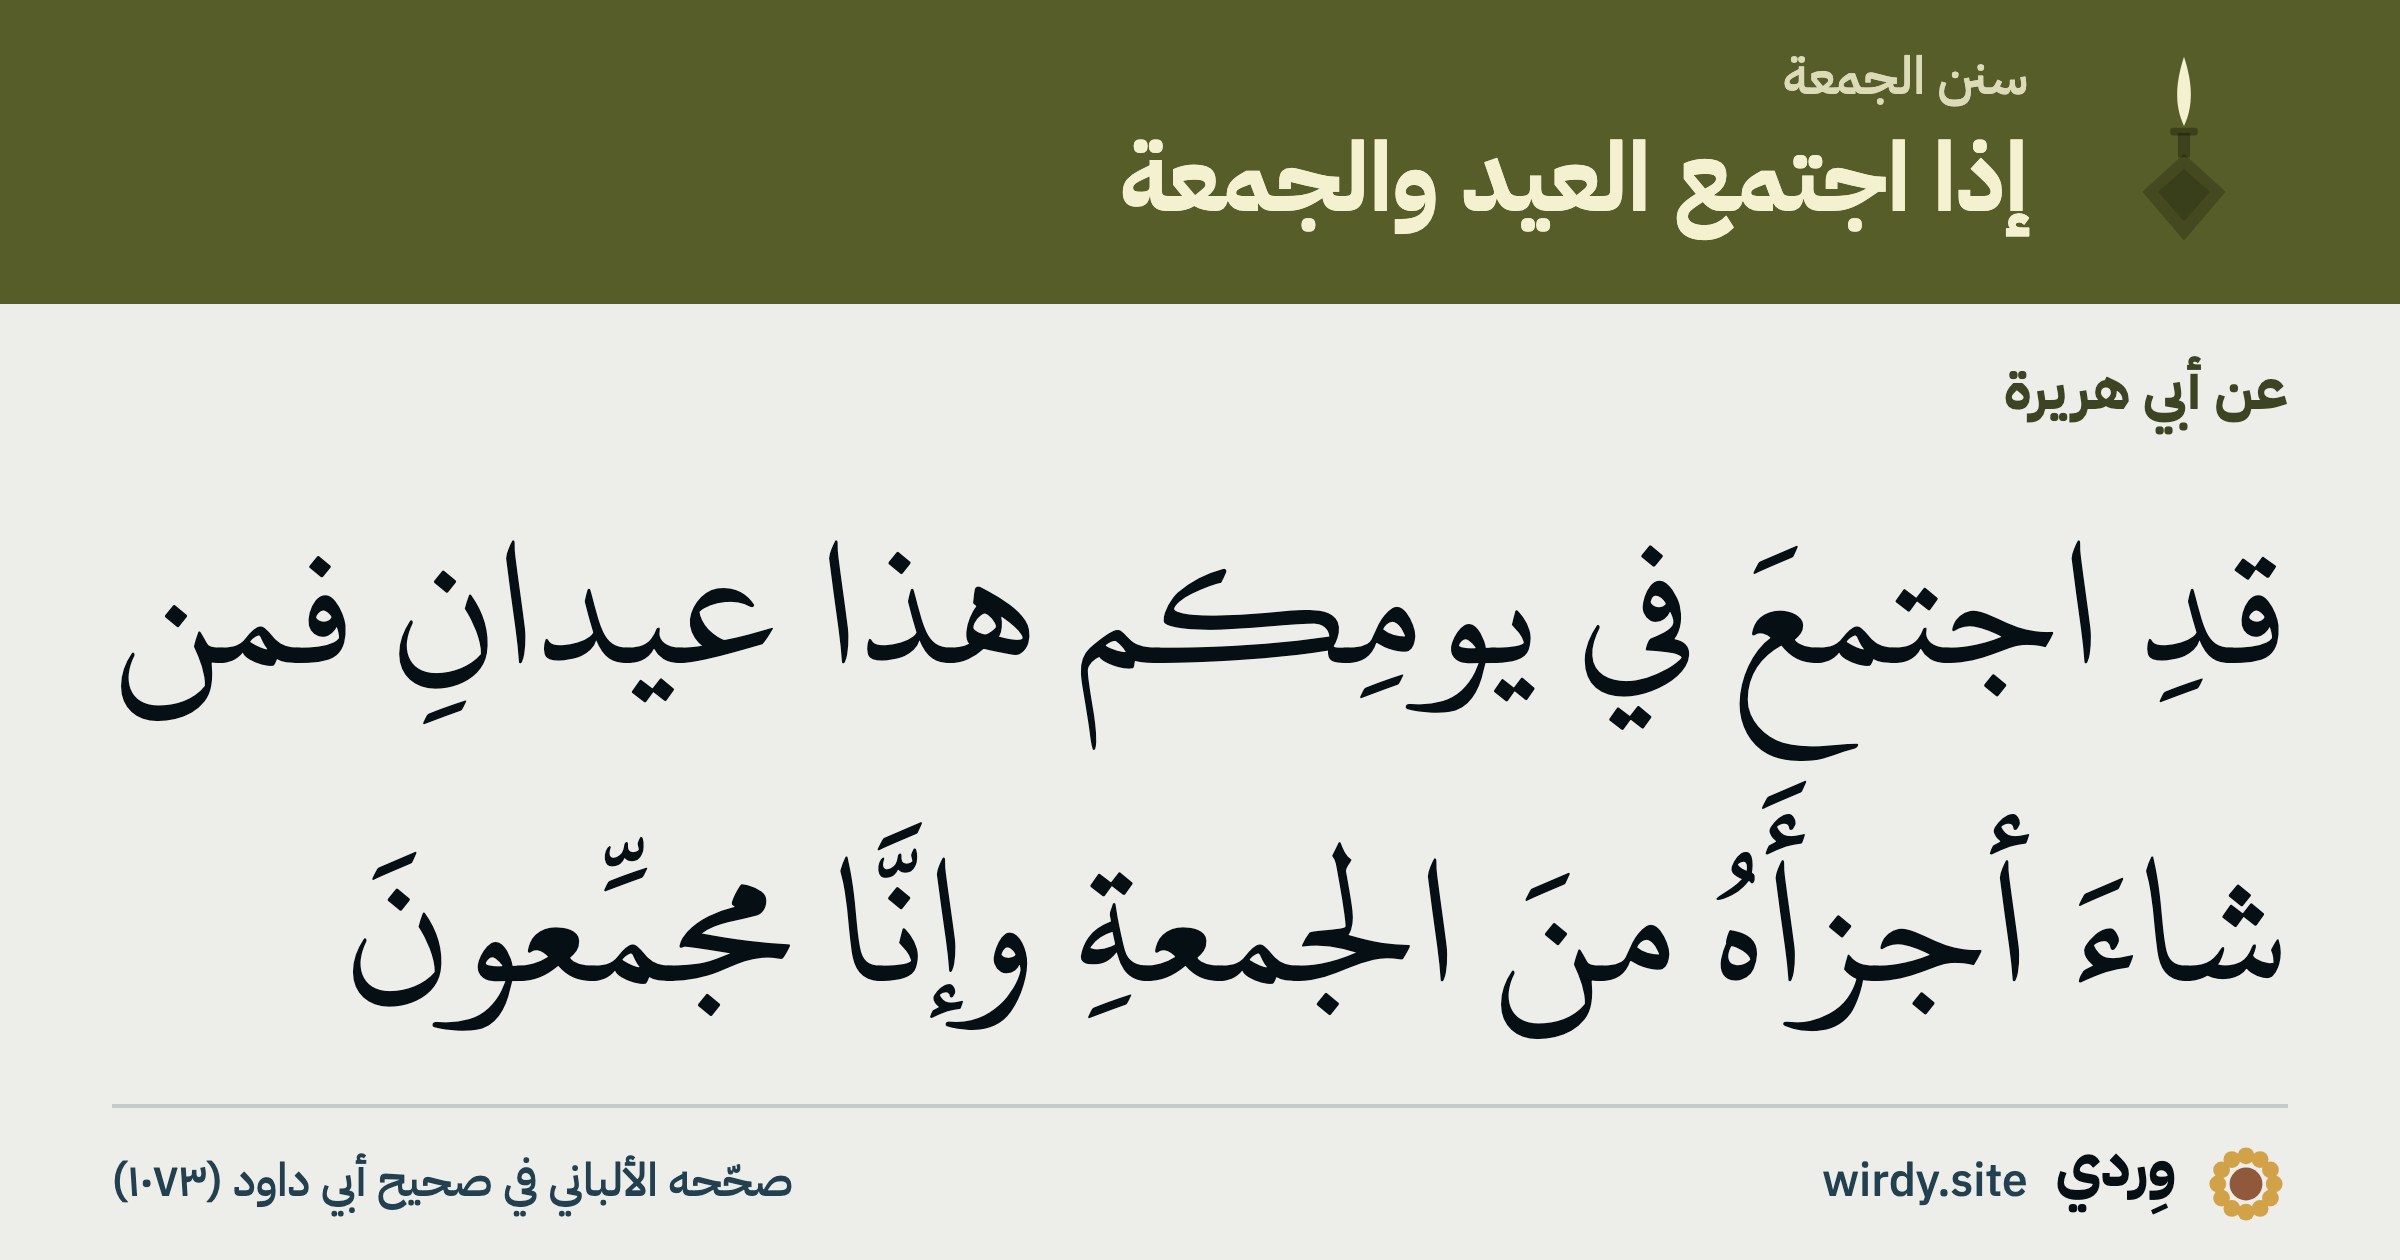 سنن الجمعة
إذا اجتمع العيد والجمعة
عن أبي هريرة
قدِ اجتمعَ في يومِكم هذا عيدانِ فمن
شاءَ أجزأَهُ منَ الجمعةِ وإنَّا مجمِّعونَ
وِردي wirdy.site
صحّحه الألباني في صحيح أبي داود (١٠٧٣)